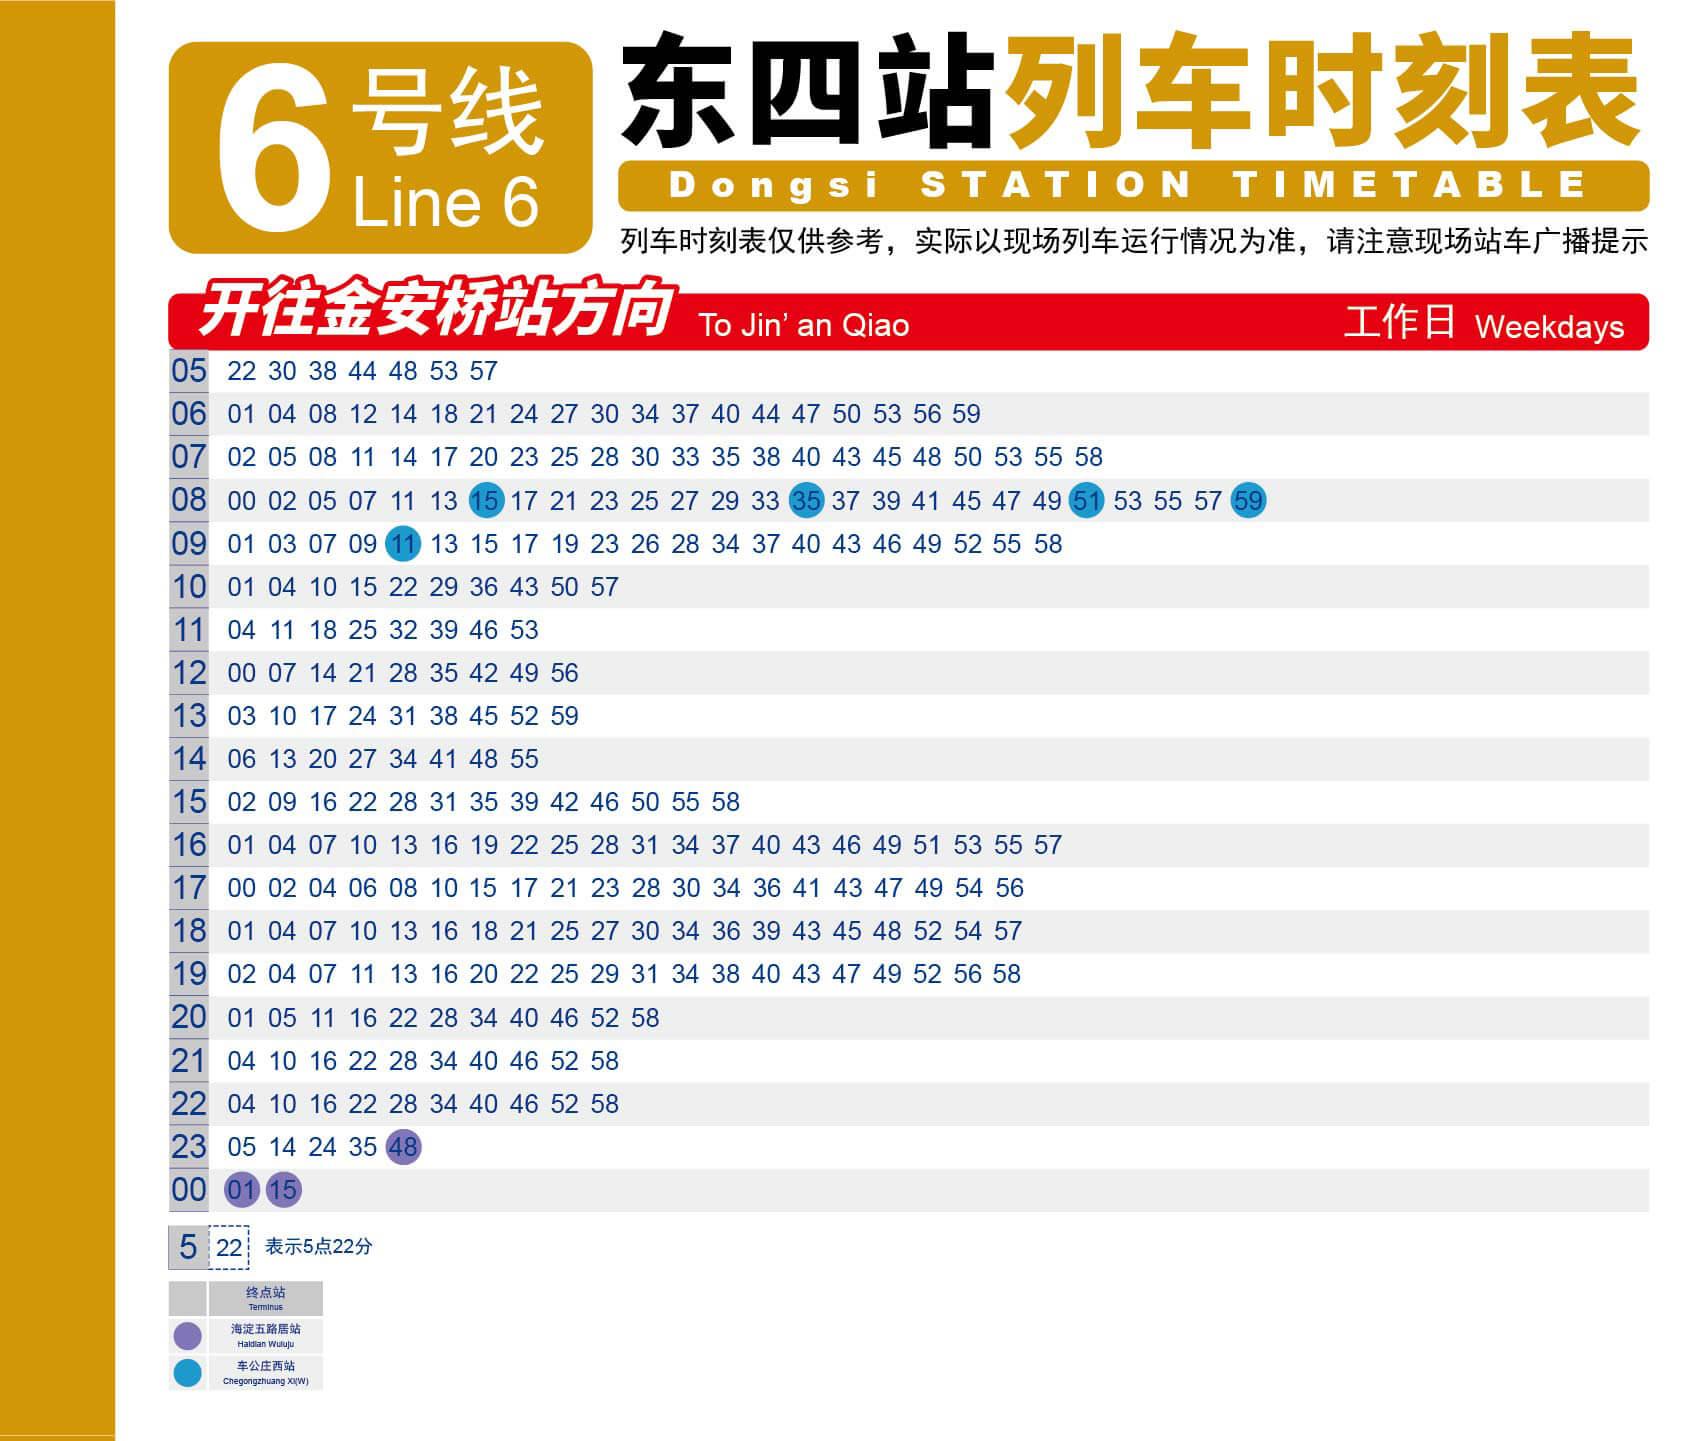 6号线
Line 6
东四站列车时刻表
Dongsi STATION TIMETABLE
列车时刻表仅供参考，实际以现场列车运行情况为准，请注意现场站车广播提示
开往金安桥站方向 To Jin’ an Qiao 工作日 Weekdays
05 22 30 38 44 48 53 57
06 01 04 08 12 14 18 21 24 27 30 34 37 40 44 47 50 53 56 59
07 02 05 08 11 14 17 20 23 25 28 30 33 35 38 40 43 45 48 50 53 55 58
08 00 02 05 07 11 13 15 17 21 23 25 27 29 33 35 37 39 41 45 47 49 51 53 55 57 59
09 01 03 07 09 11 13 15 17 19 23 26 28 34 37 40 43 46 49 52 55 58
10 01 04 10 15 22 29 36 43 50 57
11 04 11 18 25 32 39 46 53
12 00 07 14 21 28 35 42 49 56
13 03 10 17 24 31 38 45 52 59
14 06 13 20 27 34 41 48 55
15 02 09 16 22 28 31 35 39 42 46 50 55 58
16 01 04 07 10 13 16 19 22 25 28 31 34 37 40 43 46 49 51 53 55 57
17 00 02 04 06 08 10 15 17 21 23 28 30 34 36 41 43 47 49 54 56
18 01 04 07 10 13 16 18 21 25 27 30 34 36 39 43 45 48 52 54 57
19 02 04 07 11 13 16 20 22 25 29 31 34 38 40 43 47 49 52 56 58
20 01 05 11 16 22 28 34 40 46 52 58
21 04 10 16 22 28 34 40 46 52 58
22 04 10 16 22 28 34 40 46 52 58
23 05 14 24 35 48
00 01 15
5 22 表示5点22分
终点站
Terminus
海淀五路居站
Haidian Wuluju
车公庄西站
Chegongzhuang Xi(W)